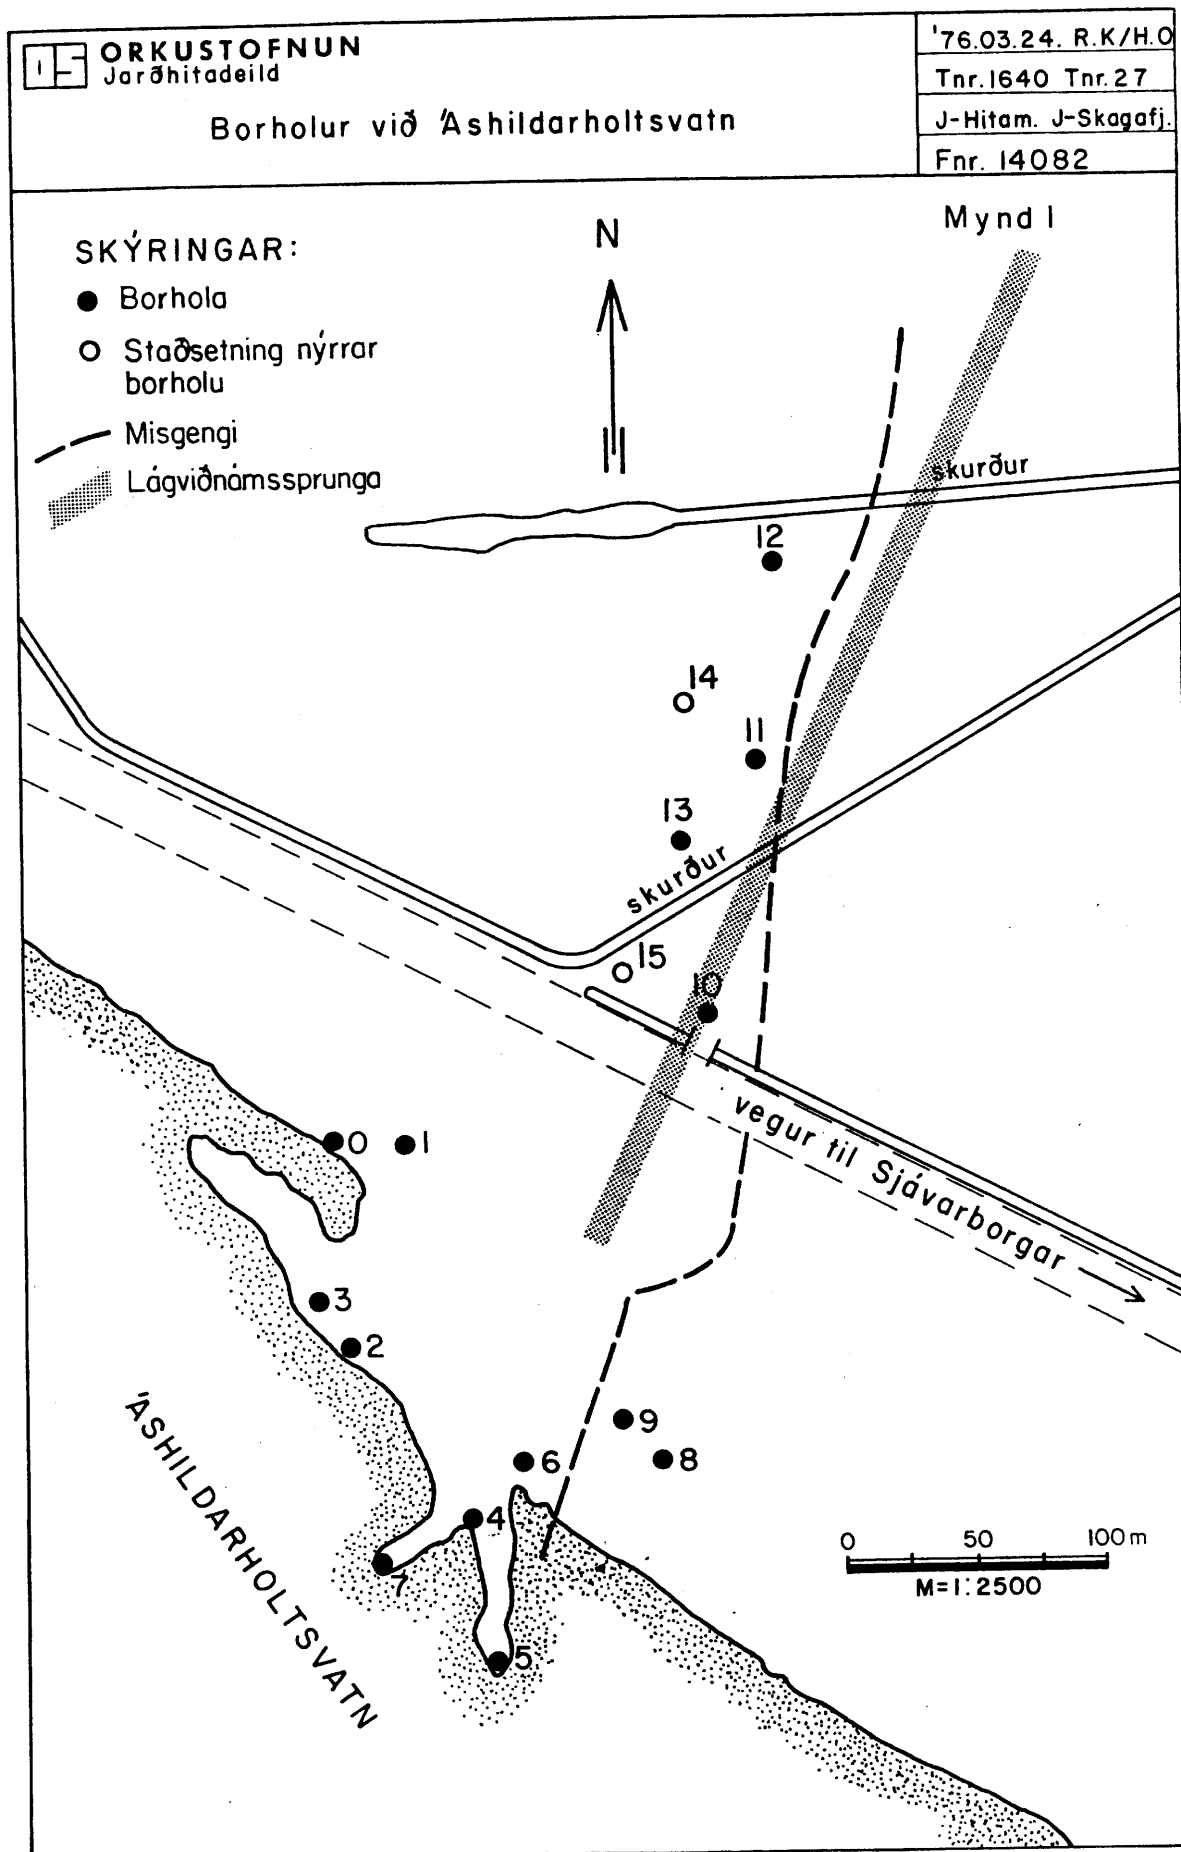 ORKUSTOFNUN
Jarðhitadeild
Borholur við Áshildarholtsvatn
'76.03.24. R.K/H.O
Tnr.1640 Tnr.27
J-Hitam. J-Skagafj.
Fnr. 14082
Mynd 1
N
SKÝRINGAR:
Borhola
Staðsetning nýrrar
borholu
Misgengi
Lágviðnámssprunga
skurður
12
14
11
13
skurður
15
10
vegur til Sjávarborgar
0
1
3
2
9
8
6
4
7
5
ÁSHILDARHOLTSVATN
0 50 100 m
M=1:2500